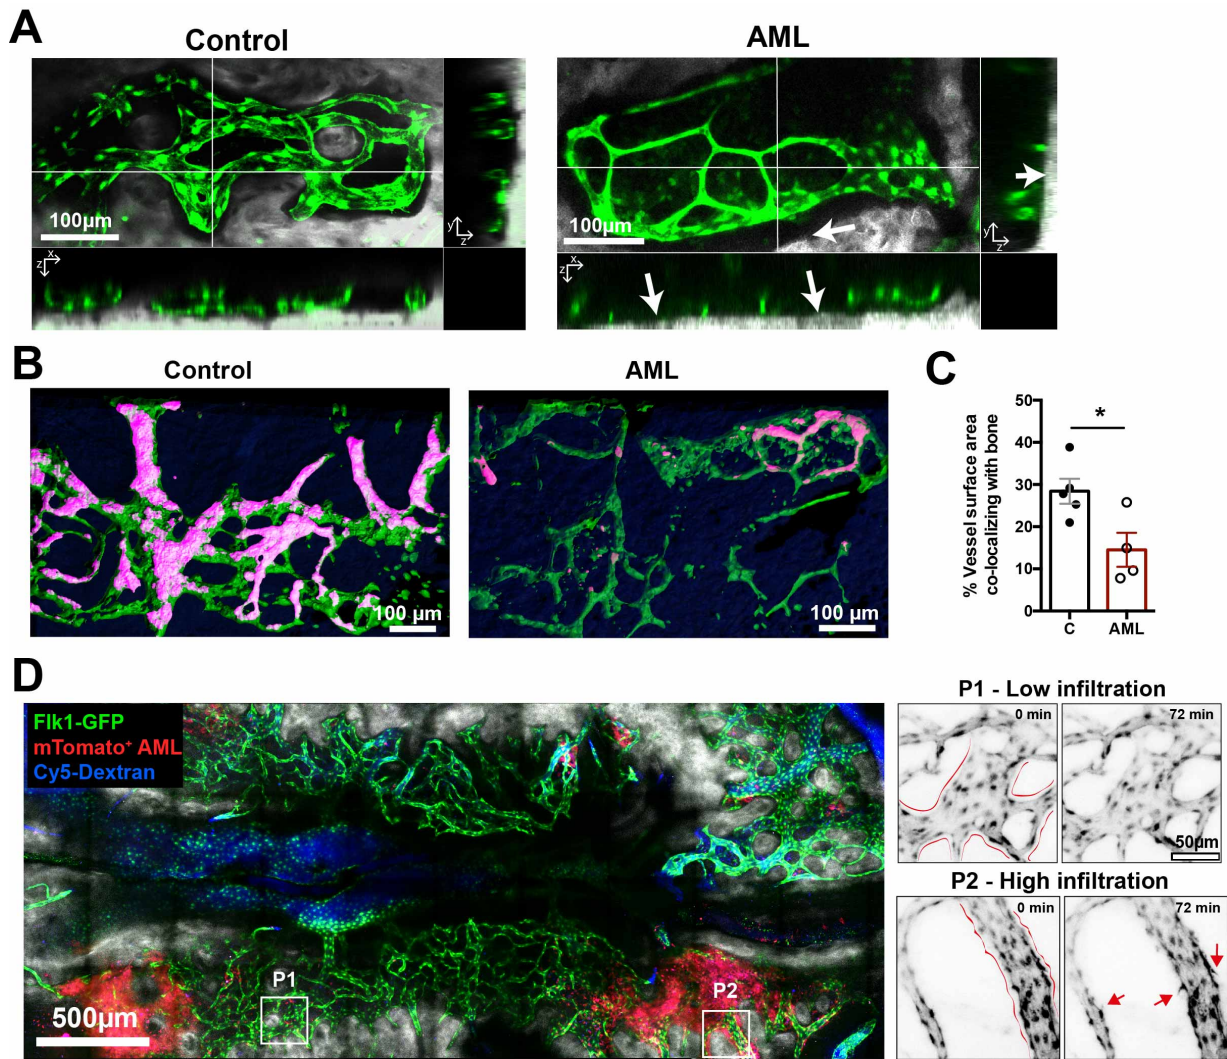 A
Control
AML
100µm
y
z
x
z
100µm
y
z
x
z
B
Control
AML
100 µm
100 µm
C
% Vessel surface area
co-localizing with bone
50
40
30
20
10
0
*
C
AML
D
Flk1-GFP
mTomato⁺ AML
Cy5-Dextran
P1
P2
500µm
P1 - Low infiltration
0 min
72 min
50µm
P2 - High infiltration
0 min
72 min